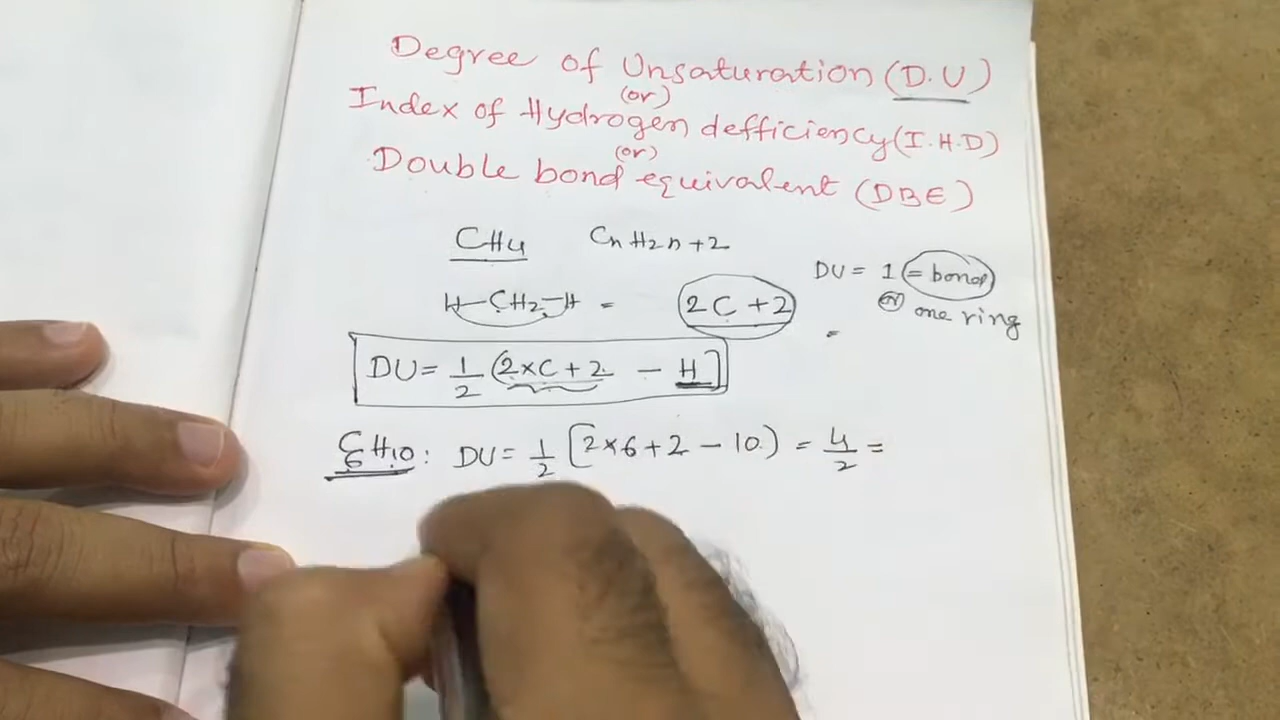 Degree of Unsaturation (D.U)
(or)
Index of Hydrogen defficiency (I.H.D)
(or)
Double bond equivalent (DBE)
CH4 CnH2n+2
DU = 1 (= bond)
(or) one ring
H-CH2-H = 2C+2
=
DU = 1/2 (2×C+2 - H]
C6H10: DU = 1/2 [2×6+2-10) = 4/2 =